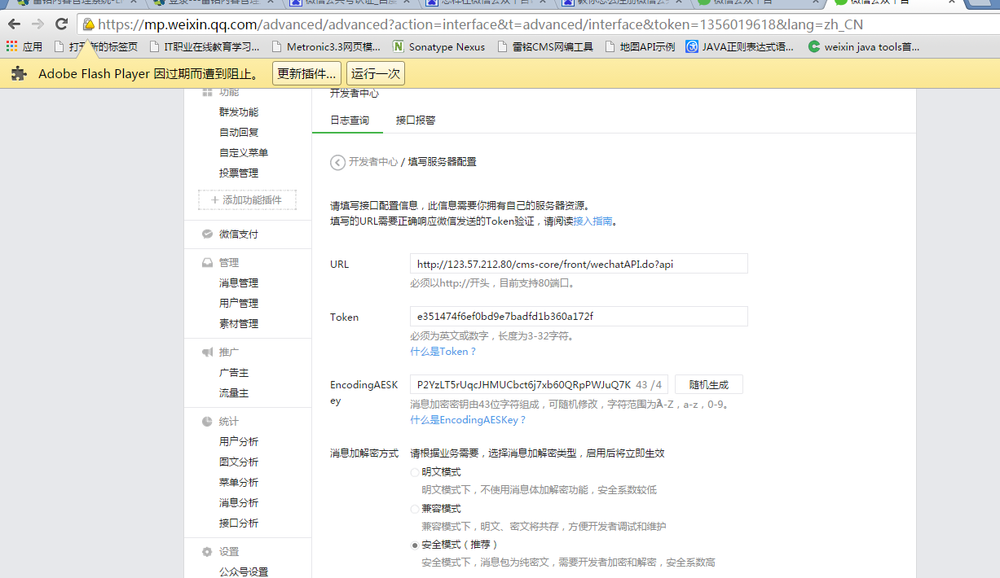 https://mp.weixin.qq.com/advanced/advanced?action=interface&t=advanced/interface&token=1356019618&lang=zh_CN
应用 打开新的标签页 IT职业在线教育学习... Metronic3.3网页模... Sonatype Nexus 雷铭CMS网编工具 地图API示例 JAVA正则表达式语... weixin java tools首...
Adobe Flash Player 因过期而遭到阻止。 更新插件... 运行一次
功能
群发功能
自动回复
自定义菜单
投票管理
+ 添加功能插件
微信支付
管理
消息管理
用户管理
素材管理
推广
广告主
流量主
统计
用户分析
图文分析
菜单分析
消息分析
接口分析
设置
公众号设置
开发者中心
日志查询 接口报警
开发者中心 / 填写服务器配置
请填写接口配置信息，此信息需要你拥有自己的服务器资源。
填写的URL需要正确响应微信发送的Token验证，请阅读接入指南。
URL http://123.57.212.80/cms-core/front/wechatAPI.do?api
必须以http://开头，目前支持80端口。
Token e351474f6ef0bd9e7badfd1b360a172f
必须为英文或数字，长度为3-32字符。
什么是Token？
EncodingAESK
ey
P2YzLT5rUqcJHMUCbct6j7xb60QRpPWJuQ7K 43 /4 随机生成
消息加密密钥由43位字符组成，可随机修改，字符范围为A-Z，a-z，0-9。
什么是EncodingAESKey？
消息加解密方式 请根据业务需要，选择消息加解密类型，启用后将立即生效
明文模式
明文模式下，不使用消息体加解密功能，安全系数较低
兼容模式
兼容模式下，明文、密文将共存，方便开发者调试和维护
安全模式（推荐）
安全模式下，消息包为纯密文，需要开发者加密和解密，安全系数高